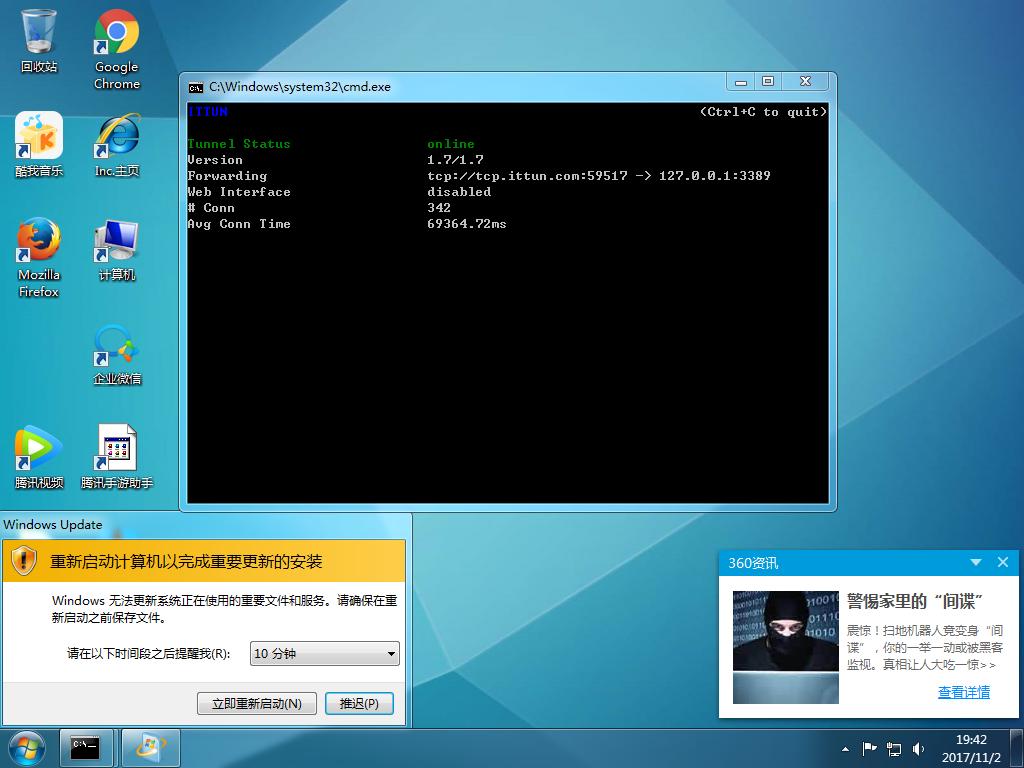 回收站
Google
Chrome
酷我音乐
Inc.主页
Mozilla
Firefox
计算机
企业微信
腾讯视频
腾讯手游助手
C:\Windows\system32\cmd.exe
ITTUN (Ctrl+C to quit)
Tunnel Status online
Version 1.7/1.7
Forwarding tcp://tcp.ittun.com:59517 -> 127.0.0.1:3389
Web Interface disabled
# Conn 342
Avg Conn Time 69364.72ms
Windows Update
重新启动计算机以完成重要更新的安装
Windows 无法更新系统正在使用的重要文件和服务。请确保在重
新启动之前保存文件。
请在以下时间段之后提醒我(R): 10 分钟
立即重新启动(N) 推迟(P)
360资讯
警惕家里的“间谍”
震惊！扫地机器人竟变身“间
谍”，你的一举一动或被黑客
监视。真相让人大吃一惊>>
查看详情
19:42
2017/11/2